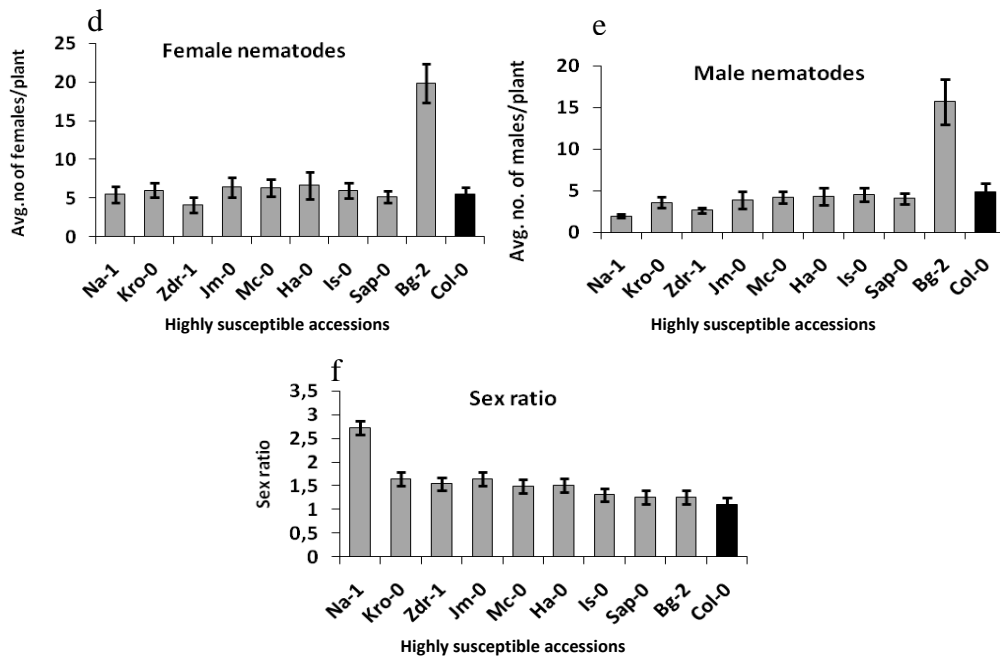 d
Female nematodes
Avg.no of females/plant
25
20
15
10
5
0
Na-1
Kro-0
Zdr-1
Jm-0
Mc-0
Ha-0
Is-0
Sap-0
Bg-2
Col-0
Highly susceptible accessions
e
Male nematodes
Avg. no. of males/plant
20
15
10
5
0
Na-1
Kro-0
Zdr-1
Jm-0
Mc-0
Ha-0
Is-0
Sap-0
Bg-2
Col-0
Highly susceptible accessions
f
Sex ratio
Sex ratio
3,5
3
2,5
2
1,5
1
0,5
0
Na-1
Kro-0
Zdr-1
Jm-0
Mc-0
Ha-0
Is-0
Sap-0
Bg-2
Col-0
Highly susceptible accessions